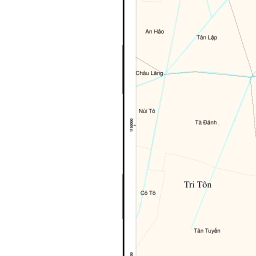 An Hảo
Tân Lập
Châu Lăng
Núi Tô
Tà Đảnh
Tri Tôn
Cô Tô
Tân Tuyến